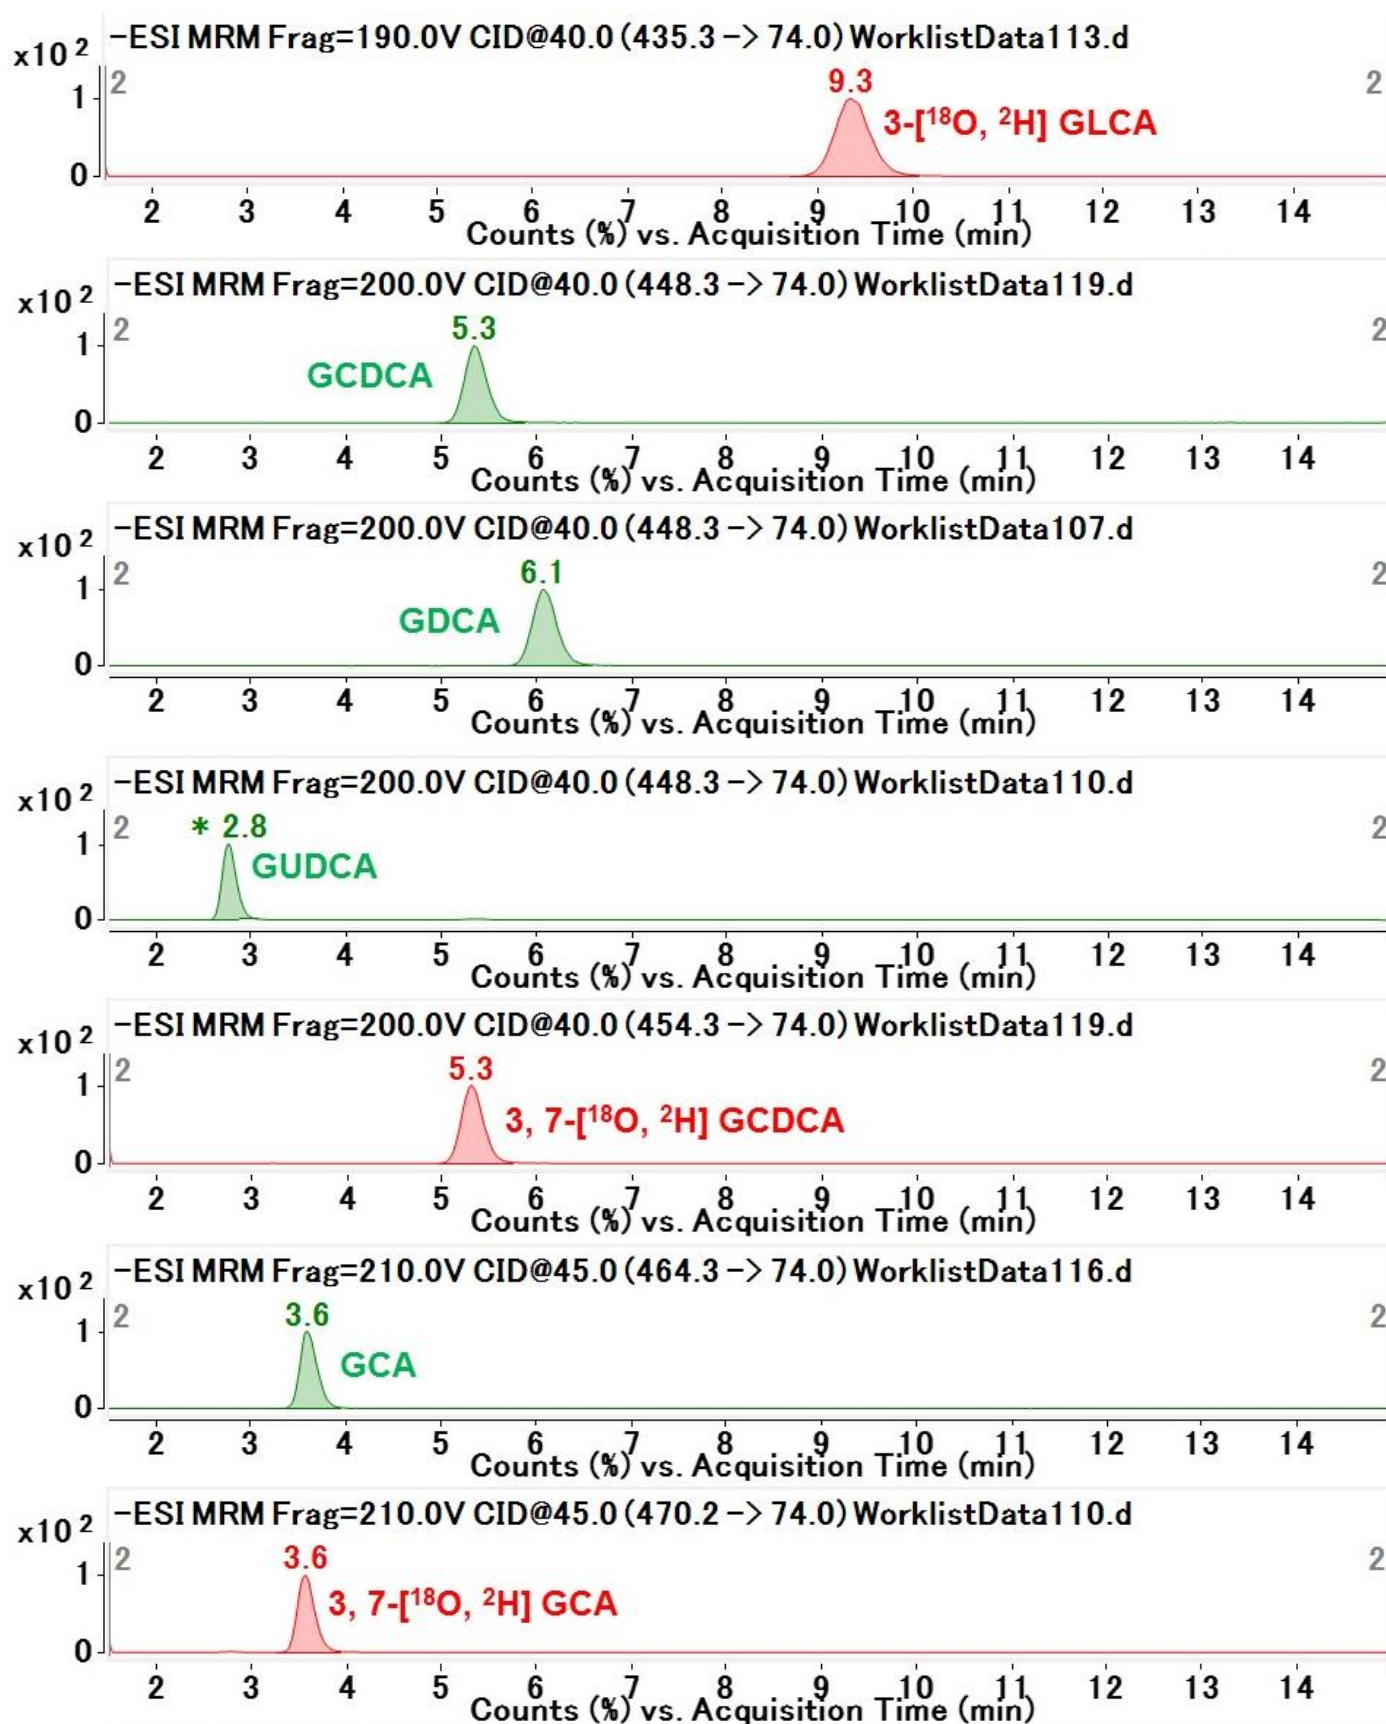 -ESI MRM Frag=190.0V CID@40.0 (435.3 -> 74.0) WorklistData113.d
x10 2
2 2
1
9.3
3-[18O, 2H] GLCA
0
2 3 4 5 6 7 8 9 10 11 12 13 14
Counts (%) vs. Acquisition Time (min)
-ESI MRM Frag=200.0V CID@40.0 (448.3 -> 74.0) WorklistData119.d
x10 2
2 2
1
5.3
GCDCA
0
2 3 4 5 6 7 8 9 10 11 12 13 14
Counts (%) vs. Acquisition Time (min)
-ESI MRM Frag=200.0V CID@40.0 (448.3 -> 74.0) WorklistData107.d
x10 2
2 2
1
6.1
GDCA
0
2 3 4 5 6 7 8 9 10 11 12 13 14
Counts (%) vs. Acquisition Time (min)
-ESI MRM Frag=200.0V CID@40.0 (448.3 -> 74.0) WorklistData110.d
x10 2
2 2
1
* 2.8
GUDCA
0
2 3 4 5 6 7 8 9 10 11 12 13 14
Counts (%) vs. Acquisition Time (min)
-ESI MRM Frag=200.0V CID@40.0 (454.3 -> 74.0) WorklistData119.d
x10 2
2 2
1
5.3
3, 7-[18O, 2H] GCDCA
0
2 3 4 5 6 7 8 9 10 11 12 13 14
Counts (%) vs. Acquisition Time (min)
-ESI MRM Frag=210.0V CID@45.0 (464.3 -> 74.0) WorklistData116.d
x10 2
2 2
1
3.6
GCA
0
2 3 4 5 6 7 8 9 10 11 12 13 14
Counts (%) vs. Acquisition Time (min)
-ESI MRM Frag=210.0V CID@45.0 (470.2 -> 74.0) WorklistData110.d
x10 2
2 2
1
3.6
3, 7-[18O, 2H] GCA
0
2 3 4 5 6 7 8 9 10 11 12 13 14
Counts (%) vs. Acquisition Time (min)